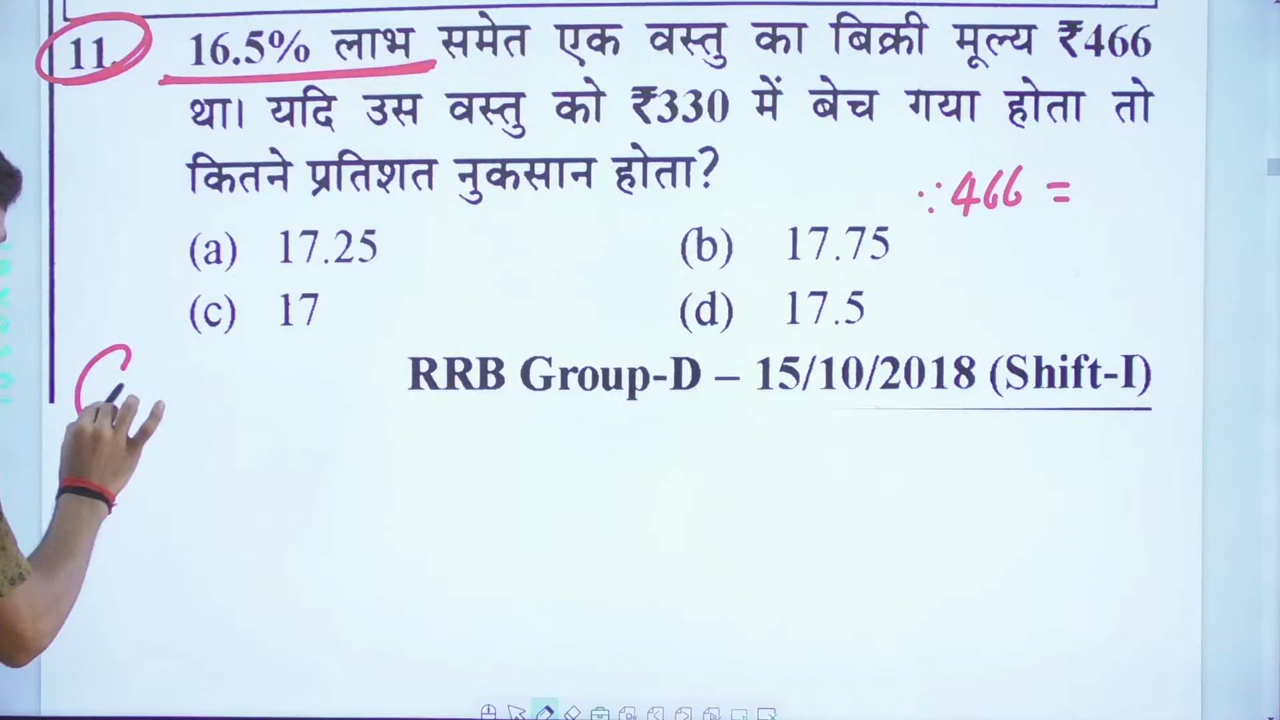 11. 16.5% लाभ समेत एक वस्तु का बिक्री मूल्य ₹466
था। यदि उस वस्तु को ₹330 में बेच गया होता तो
कितने प्रतिशत नुकसान होता?
∵ 466 =
(a) 17.25 (b) 17.75
(c) 17 (d) 17.5
RRB Group-D – 15/10/2018 (Shift-I)